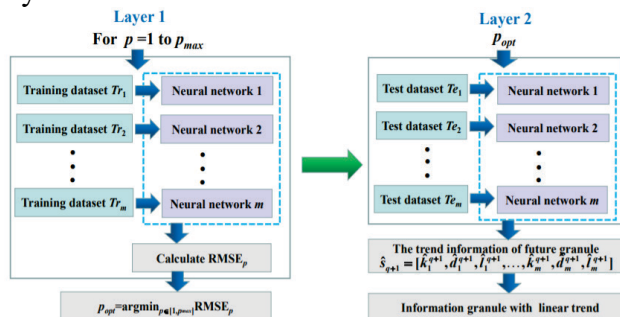 Layer 1
For p =1 to p_max
Training dataset Tr_1
Neural network 1
Training dataset Tr_2
Neural network 2
Training dataset Tr_m
Neural network m
Calculate RMSE_p
p_opt=argmin_p∈[1,p_max]RMSE_p
Layer 2
p_opt
Test dataset Te_1
Neural network 1
Test dataset Te_2
Neural network 2
Test dataset Te_m
Neural network m
The trend information of future granule
ŝ_q+1 = [k̂_1^q+1, d̂_1^q+1, l̂_1^q+1, …, k̂_m^q+1, d̂_m^q+1, l̂_m^q+1]
Information granule with linear trend